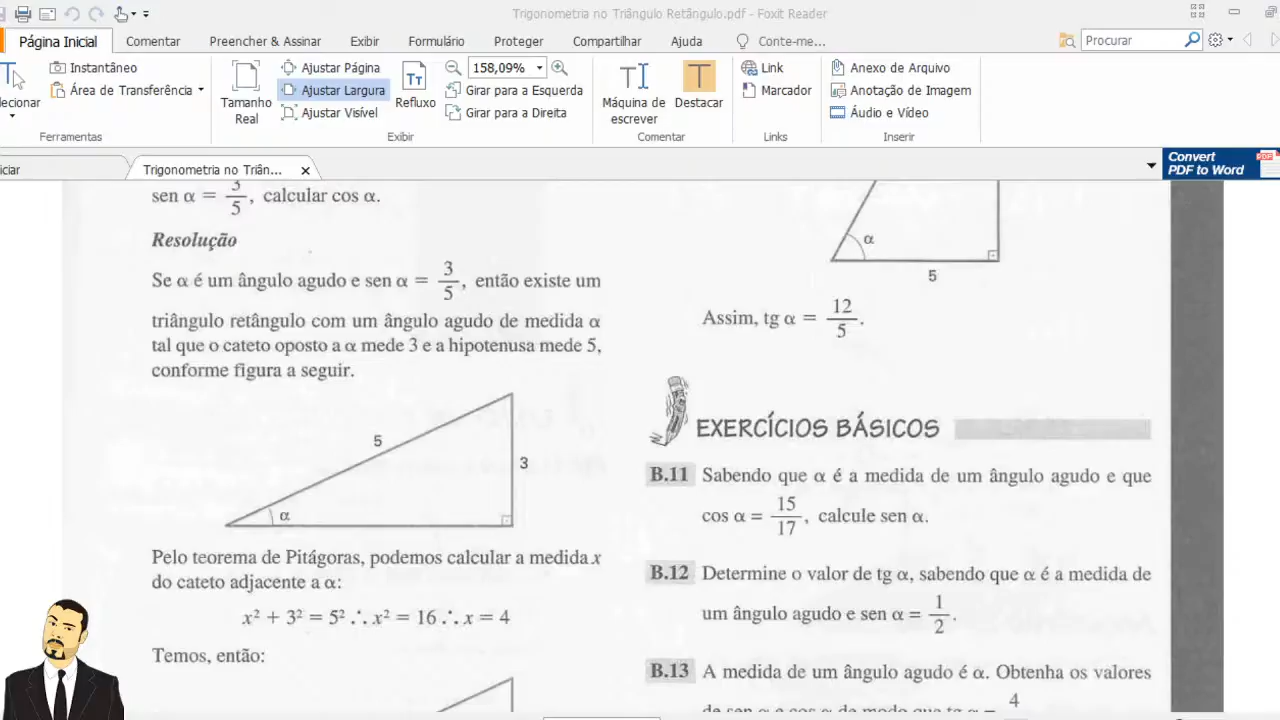 Trigonometria no Triângulo Retângulo.pdf - Foxit Reader
Página Inicial
Comentar
Preencher & Assinar
Exibir
Formulário
Proteger
Compartilhar
Ajuda
Conte-me...
Procurar
Instantâneo
Área de Transferência
Ferramentas
Tamanho
Real
Ajustar Página
Ajustar Largura
Ajustar Visível
Refluxo
158,09%
Girar para a Esquerda
Girar para a Direita
Exibir
Máquina de
escrever
Destacar
Comentar
Link
Marcador
Links
Anexo de Arquivo
Anotação de Imagem
Áudio e Vídeo
Inserir
Trigonometria no Triân...
Convert
PDF to Word
sen α = 3/5, calcular cos α.
Resolução
Se α é um ângulo agudo e sen α = 3/5, então existe um
triângulo retângulo com um ângulo agudo de medida α
tal que o cateto oposto a α mede 3 e a hipotenusa mede 5,
conforme figura a seguir.
5
3
α
Pelo teorema de Pitágoras, podemos calcular a medida x
do cateto adjacente a α:
x² + 3² = 5² ∴ x² = 16 ∴ x = 4
Temos, então:
α
5
Assim, tg α = 12/5.
EXERCÍCIOS BÁSICOS
B.11 Sabendo que α é a medida de um ângulo agudo e que
cos α = 15/17, calcule sen α.
B.12 Determine o valor de tg α, sabendo que α é a medida de
um ângulo agudo e sen α = 1/2.
B.13 A medida de um ângulo agudo é α. Obtenha os valores
de sen α e cos α de modo que tg α = 4